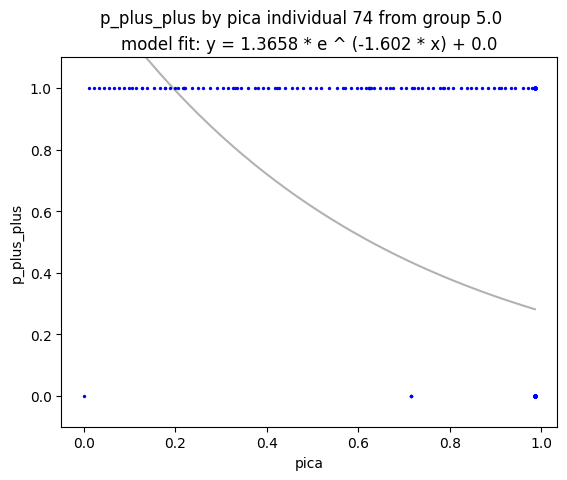 p_plus_plus by pica individual 74 from group 5.0
model fit: y = 1.3658 * e ^ (-1.602 * x) + 0.0
1.0
0.8
0.6
0.4
0.2
0.0
p_plus_plus
0.0 0.2 0.4 0.6 0.8 1.0
pica